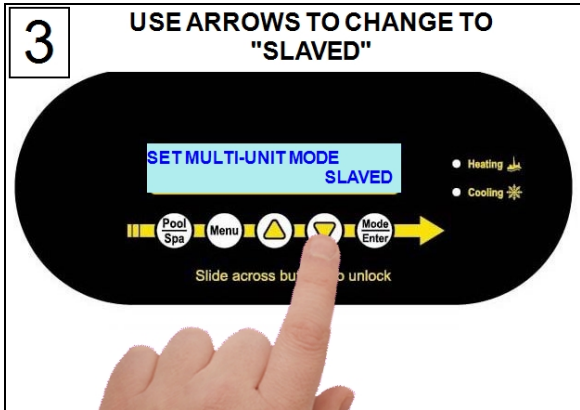 3
USE ARROWS TO CHANGE TO
"SLAVED"
SET MULTI-UNIT MODE
SLAVED
Heating
Cooling
Pool
Spa
Menu
Mode
Enter
Slide across but o unlock